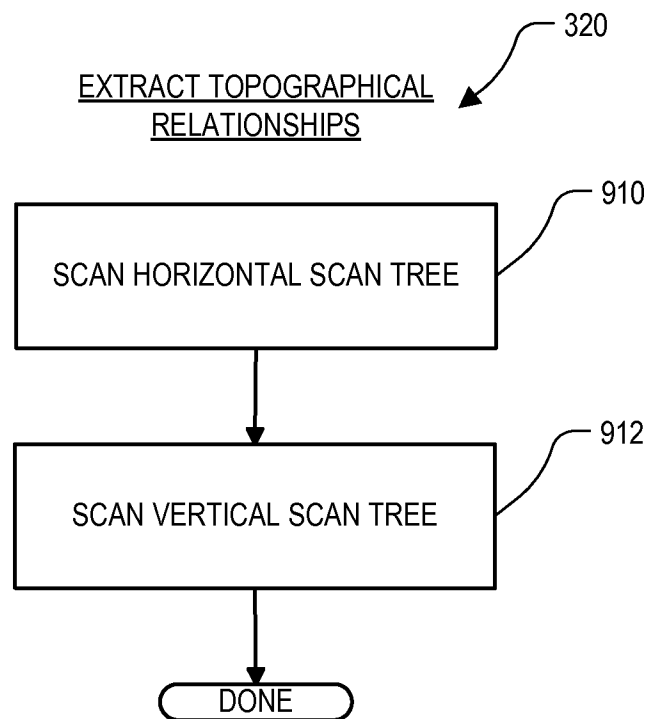 320
EXTRACT TOPOGRAPHICAL
RELATIONSHIPS
910
SCAN HORIZONTAL SCAN TREE
912
SCAN VERTICAL SCAN TREE
DONE